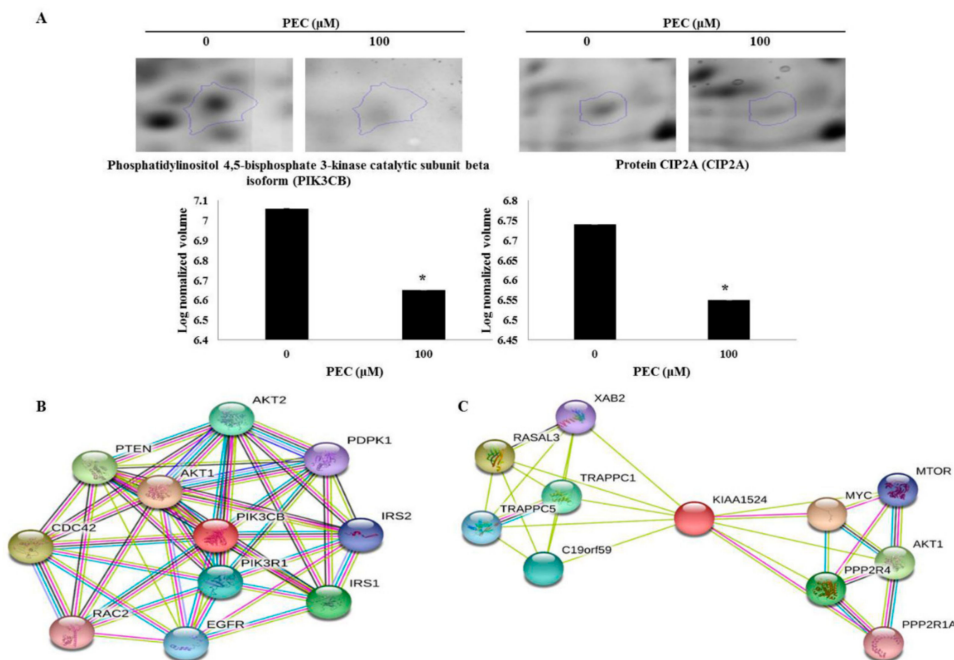 A
PEC (μM)
0
100
PEC (μM)
0
100
Phosphatidylinositol 4,5-bisphosphate 3-kinase catalytic subunit beta
isoform (PIK3CB)
Protein CIP2A (CIP2A)
Log nomalized volume
7.1
7
6.9
6.8
6.7
6.6
6.5
6.4
*
0
100
PEC (μM)
Log nomalized volume
6.8
6.75
6.7
6.65
6.6
6.55
6.5
6.45
*
0
100
PEC (μM)
B
AKT2
PTEN
PDPK1
AKT1
PIK3CB
IRS2
CDC42
PIK3R1
IRS1
RAC2
EGFR
C
XAB2
RASAL3
TRAPPC1
TRAPPC5
C19orf59
KIAA1524
MYC
MTOR
AKT1
PPP2R4
PPP2R1A